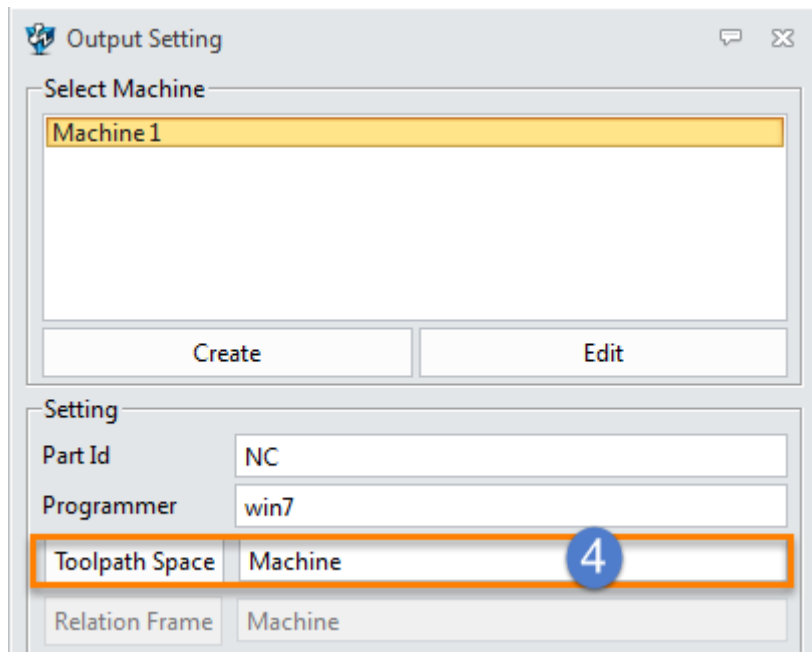 Output Setting
Select Machine
Machine 1
Create Edit
Setting
Part Id NC
Programmer win7
Toolpath Space Machine 4
Relation Frame Machine